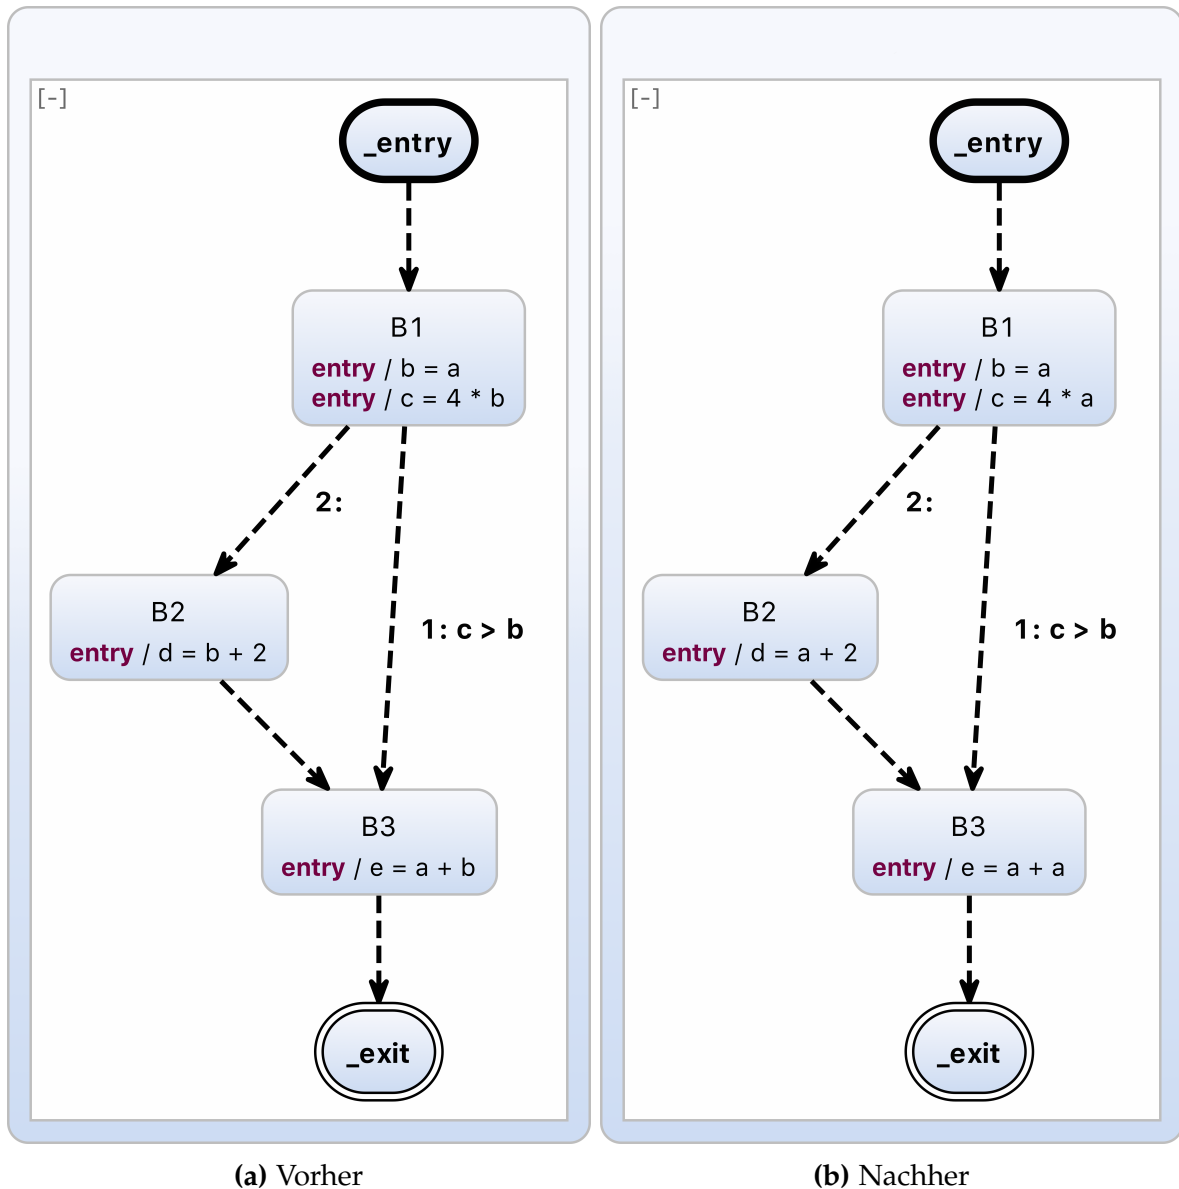 [-]
_entry
B1
entry / b = a
entry / c = 4 * b
2:
B2
entry / d = b + 2
1: c > b
B3
entry / e = a + b
_exit
(a) Vorher
[-]
_entry
B1
entry / b = a
entry / c = 4 * a
2:
B2
entry / d = a + 2
1: c > b
B3
entry / e = a + a
_exit
(b) Nachher